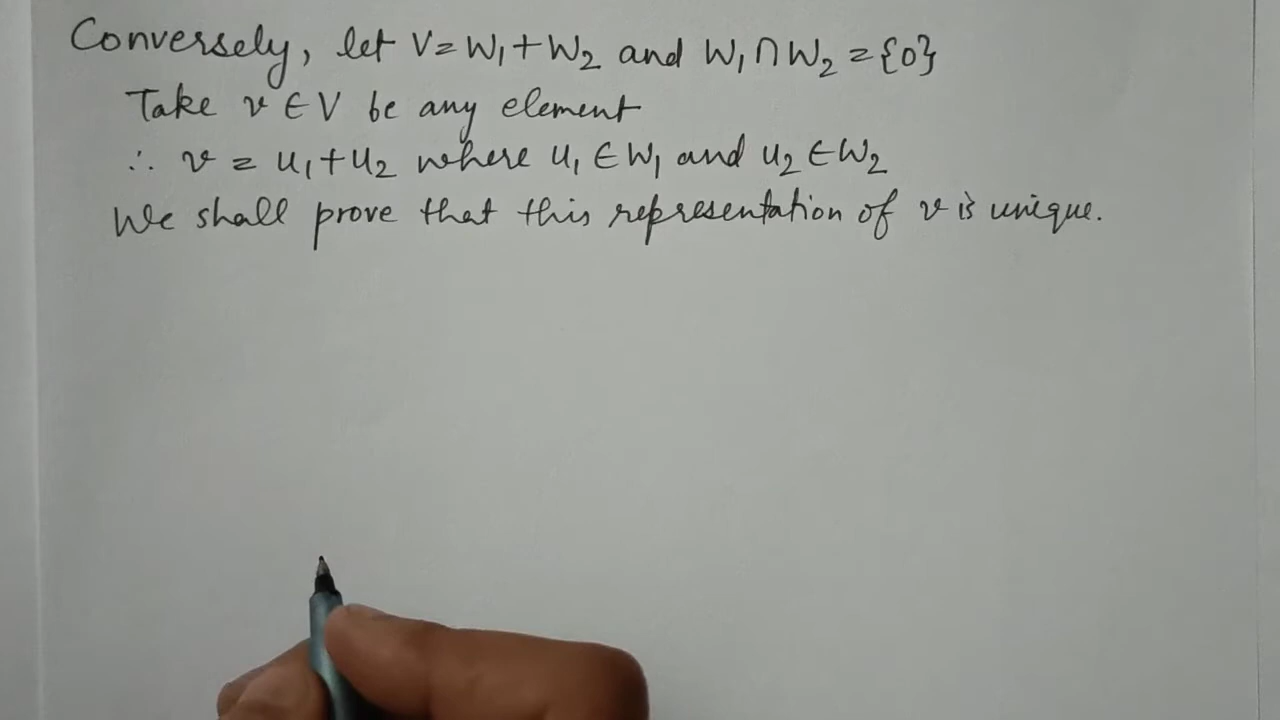 Conversely, let V=W₁+W₂ and W₁∩W₂={0}
Take v∈V be any element
∴ v = u₁+u₂ where u₁∈W₁ and u₂∈W₂
We shall prove that this representation of v is unique.